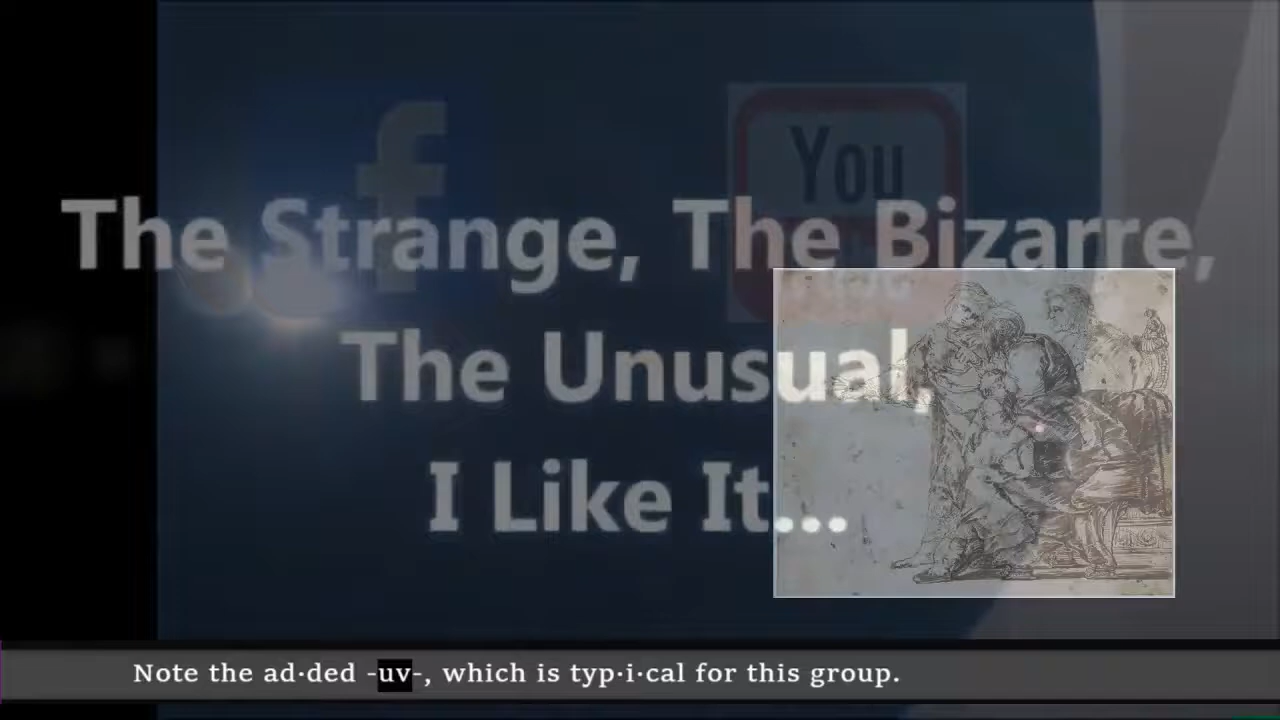 f
You
The Strange, The Bizarre,
The Unusual,
I Like It...
Note the ad·ded -uv-, which is typ·i·cal for this group.